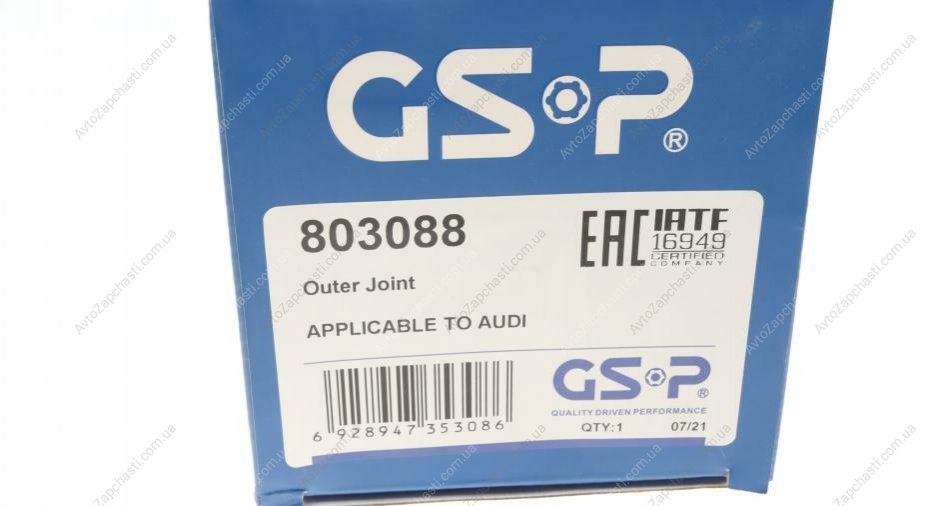 GSP®
803088
EAC
IATF
16949
CERTIFIED
COMPANY
Outer Joint
APPLICABLE TO AUDI
GSP®
QUALITY DRIVEN PERFORMANCE
6 928947 353086
QTY:1 07/21
AvtoZapchasti.com.ua